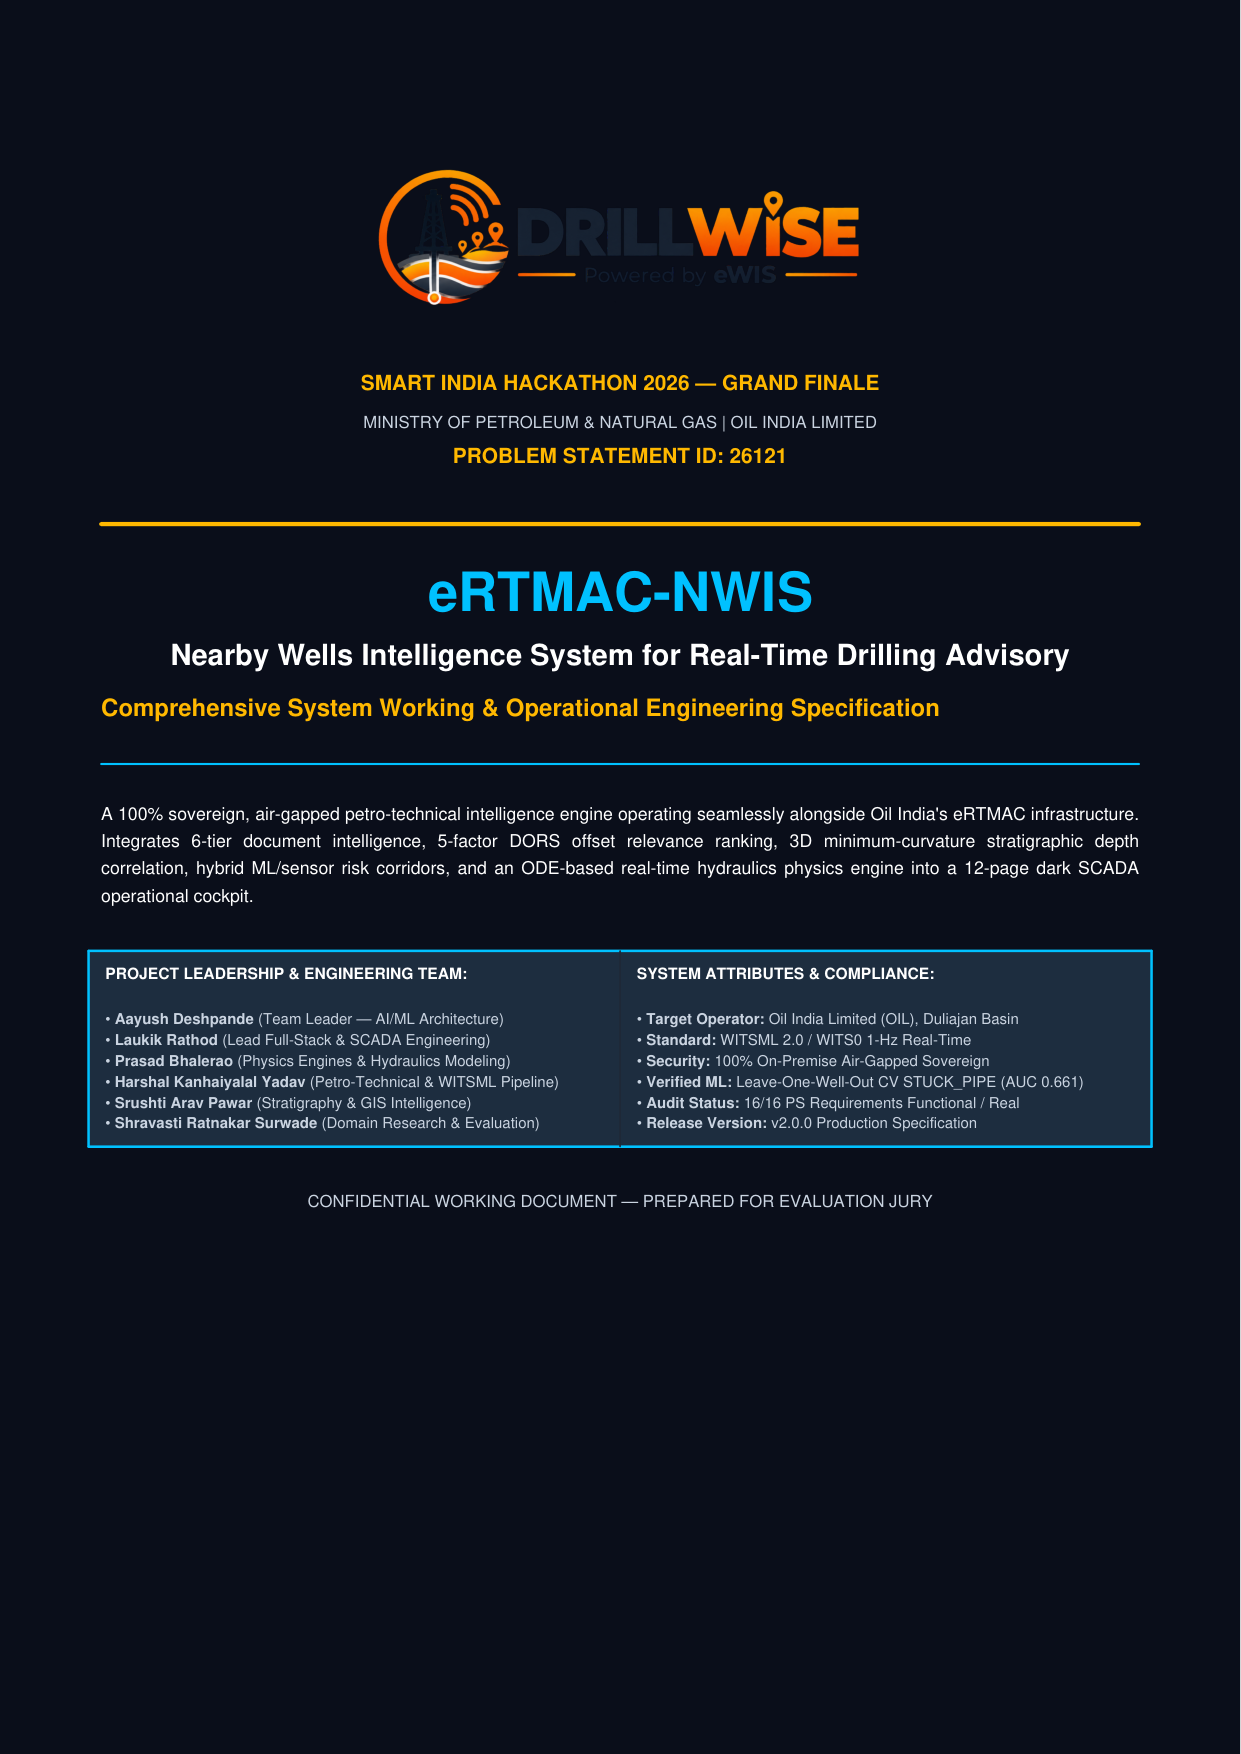 DRILLWiSE
Powered by eWIS
SMART INDIA HACKATHON 2026 — GRAND FINALE
MINISTRY OF PETROLEUM & NATURAL GAS | OIL INDIA LIMITED
PROBLEM STATEMENT ID: 26121
eRTMAC-NWIS
Nearby Wells Intelligence System for Real-Time Drilling Advisory
Comprehensive System Working & Operational Engineering Specification
A 100% sovereign, air-gapped petro-technical intelligence engine operating seamlessly alongside Oil India's eRTMAC infrastructure.
Integrates 6-tier document intelligence, 5-factor DORS offset relevance ranking, 3D minimum-curvature stratigraphic depth
correlation, hybrid ML/sensor risk corridors, and an ODE-based real-time hydraulics physics engine into a 12-page dark SCADA
operational cockpit.
PROJECT LEADERSHIP & ENGINEERING TEAM:
• Aayush Deshpande (Team Leader — AI/ML Architecture)
• Laukik Rathod (Lead Full-Stack & SCADA Engineering)
• Prasad Bhalerao (Physics Engines & Hydraulics Modeling)
• Harshal Kanhaiyalal Yadav (Petro-Technical & WITSML Pipeline)
• Srushti Arav Pawar (Stratigraphy & GIS Intelligence)
• Shravasti Ratnakar Surwade (Domain Research & Evaluation)
SYSTEM ATTRIBUTES & COMPLIANCE:
• Target Operator: Oil India Limited (OIL), Duliajan Basin
• Standard: WITSML 2.0 / WITS0 1-Hz Real-Time
• Security: 100% On-Premise Air-Gapped Sovereign
• Verified ML: Leave-One-Well-Out CV STUCK_PIPE (AUC 0.661)
• Audit Status: 16/16 PS Requirements Functional / Real
• Release Version: v2.0.0 Production Specification
CONFIDENTIAL WORKING DOCUMENT — PREPARED FOR EVALUATION JURY